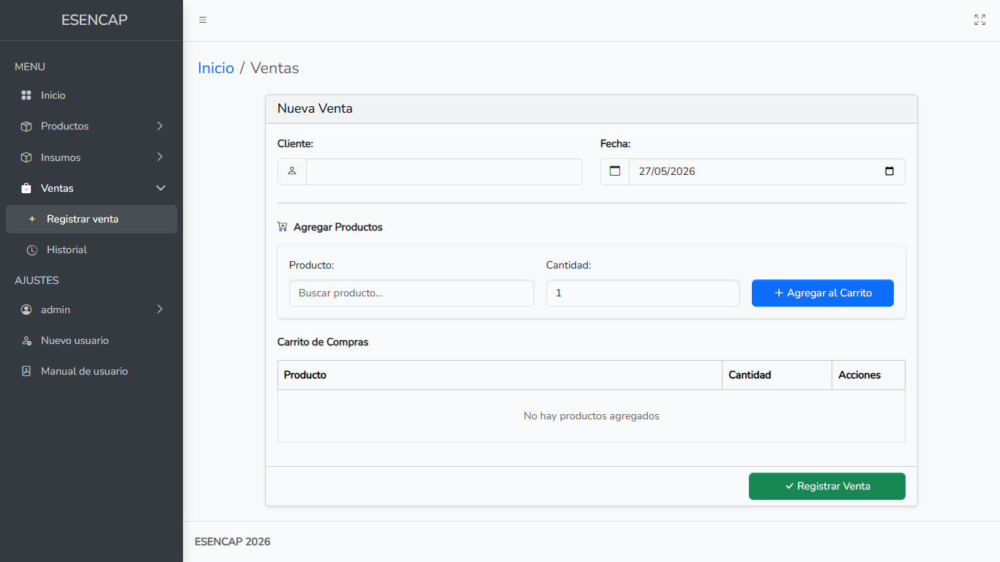 ESENCAP
MENU
Inicio
Productos
Insumos
Ventas
Registrar venta
Historial
AJUSTES
admin
Nuevo usuario
Manual de usuario
Inicio / Ventas
Nueva Venta
Cliente: Fecha:
27/05/2026
Agregar Productos
Producto: Cantidad:
Buscar producto... 1 Agregar al Carrito
Carrito de Compras
Producto Cantidad Acciones
No hay productos agregados
Registrar Venta
ESENCAP 2026